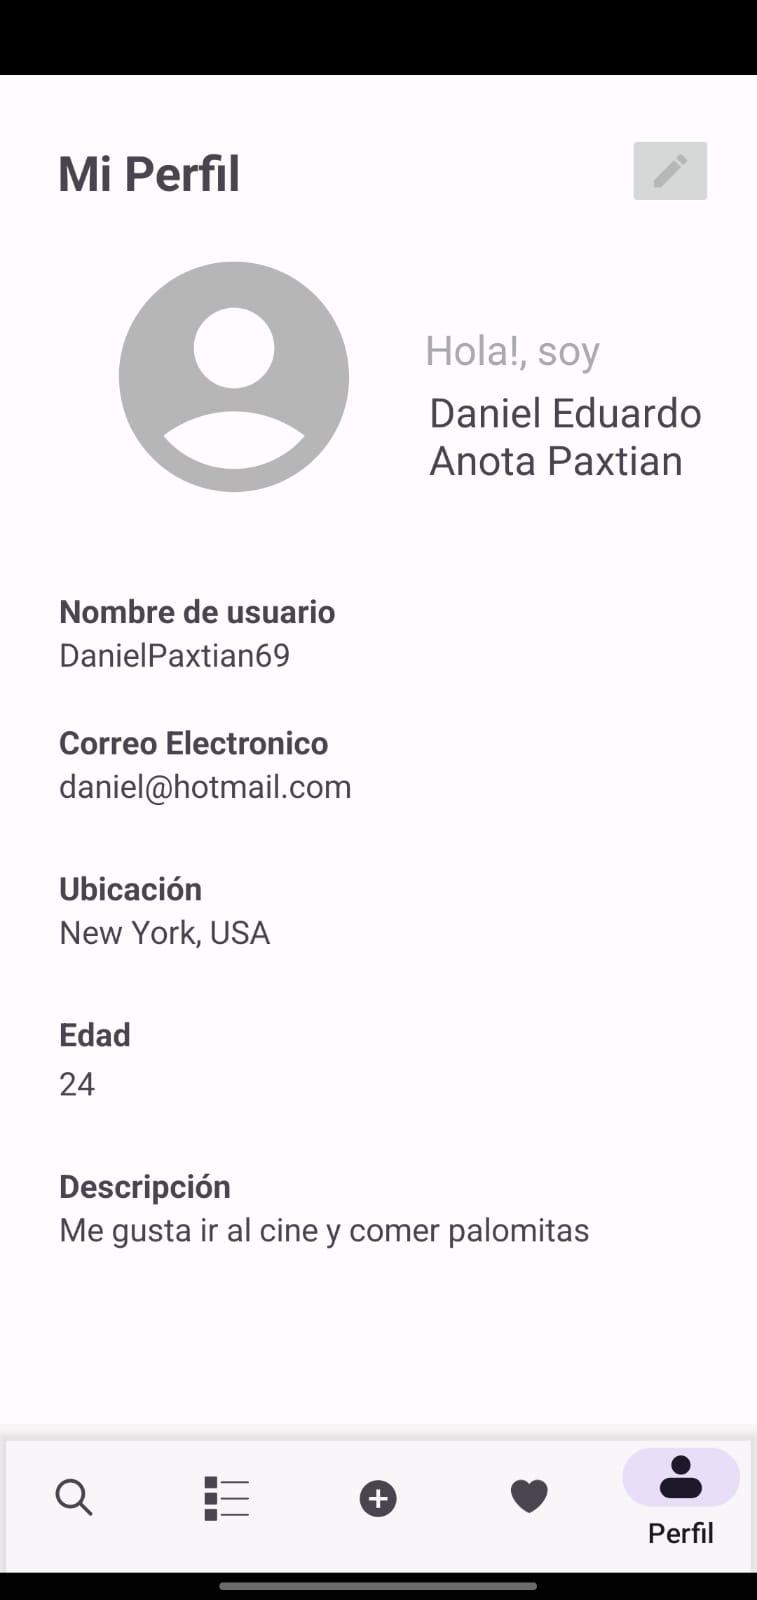 Mi Perfil
Hola!, soy
Daniel Eduardo
Anota Paxtian
Nombre de usuario
DanielPaxtian69
Correo Electronico
daniel@hotmail.com
Ubicación
New York, USA
Edad
24
Descripción
Me gusta ir al cine y comer palomitas
Perfil